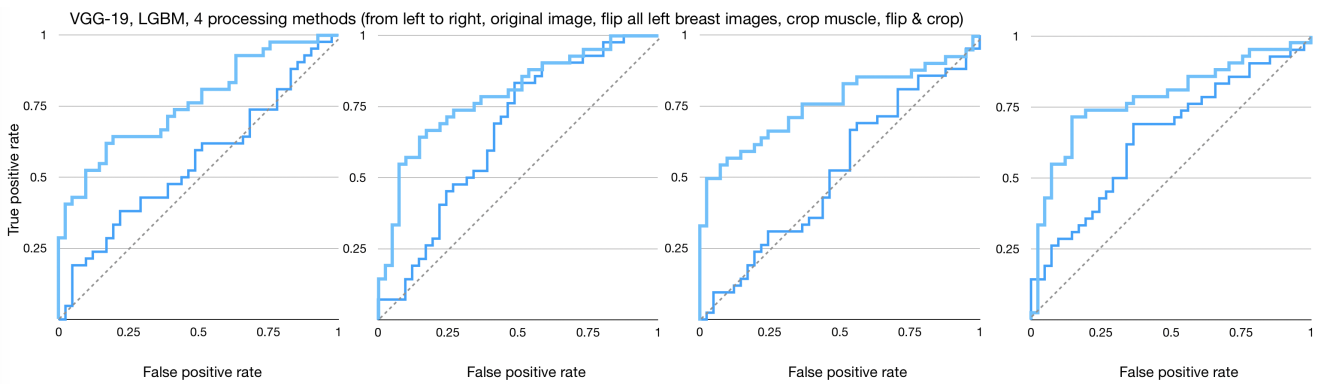 VGG-19, LGBM, 4 processing methods (from left to right, original image, flip all left breast images, crop muscle, flip & crop)
True positive rate
1
0.75
0.5
0.25
0 0.25 0.5 0.75 1
False positive rate
1
0.75
0.5
0.25
0 0.25 0.5 0.75 1
False positive rate
1
0.75
0.5
0.25
0 0.25 0.5 0.75 1
False positive rate
1
0.75
0.5
0.25
0 0.25 0.5 0.75 1
False positive rate